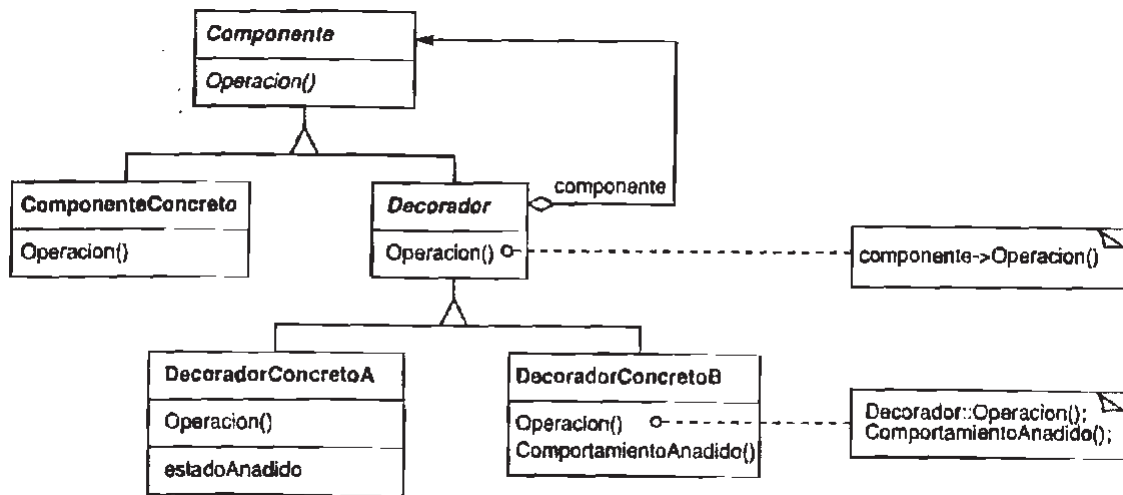 Componente
Operacion()
ComponenteConcreto
Operacion()
Decorador
Operacion()
componente
componente->Operacion()
DecoradorConcretoA
Operacion()
estadoAnadido
DecoradorConcretoB
Operacion()
ComportamientoAnadido()
Decorador::Operacion();
ComportamientoAnadido();